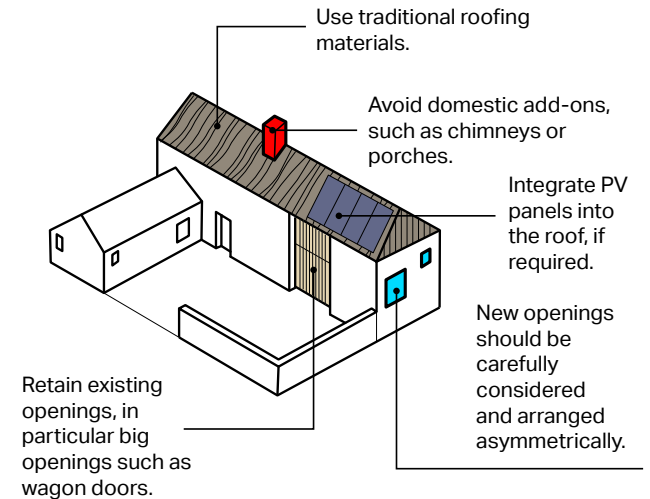 Use traditional roofing
materials.
Avoid domestic add-ons,
such as chimneys or
porches.
Integrate PV
panels into
the roof, if
required.
New openings
should be
carefully
considered
and arranged
asymmetrically.
Retain existing
openings, in
particular big
openings such as
wagon doors.